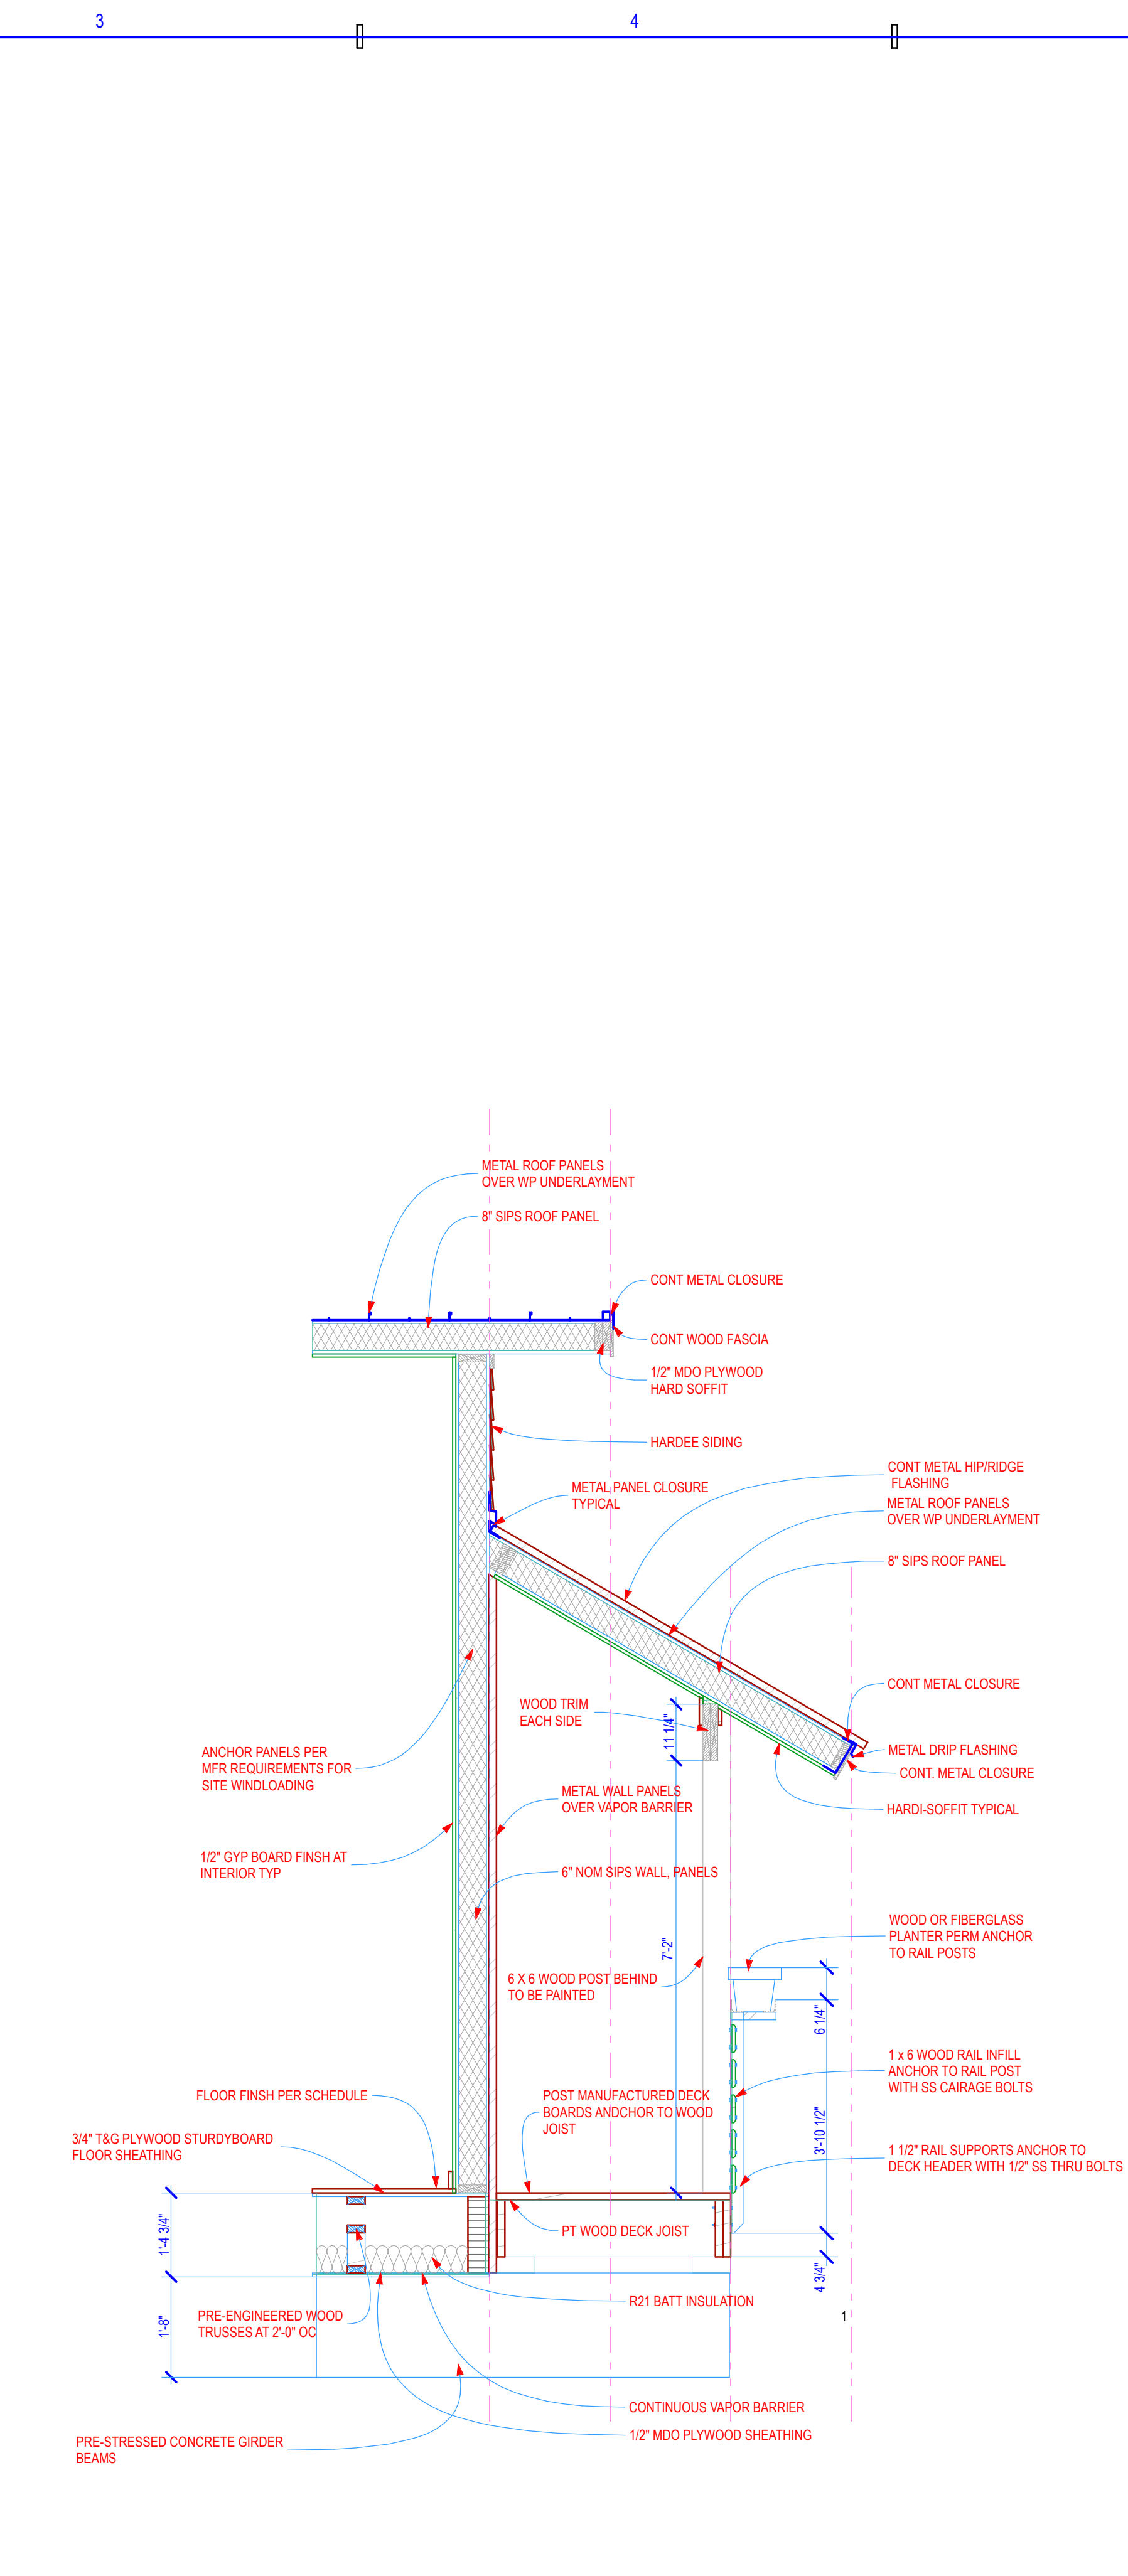 3
4
METAL ROOF PANELS
OVER WP UNDERLAYMENT
8" SIPS ROOF PANEL
CONT METAL CLOSURE
CONT WOOD FASCIA
1/2" MDO PLYWOOD
HARD SOFFIT
HARDEE SIDING
CONT METAL HIP/RIDGE
FLASHING
METAL PANEL CLOSURE
TYPICAL
METAL ROOF PANELS
OVER WP UNDERLAYMENT
8" SIPS ROOF PANEL
CONT METAL CLOSURE
WOOD TRIM
EACH SIDE
11 1/4"
METAL DRIP FLASHING
ANCHOR PANELS PER
MFR REQUIREMENTS FOR
SITE WINDLOADING
CONT. METAL CLOSURE
METAL WALL PANELS
OVER VAPOR BARRIER
HARDI-SOFFIT TYPICAL
1/2" GYP BOARD FINSH AT
INTERIOR TYP
6" NOM SIPS WALL, PANELS
WOOD OR FIBERGLASS
PLANTER PERM ANCHOR
TO RAIL POSTS
7'-2"
6 X 6 WOOD POST BEHIND
TO BE PAINTED
6 1/4"
1 x 6 WOOD RAIL INFILL
ANCHOR TO RAIL POST
WITH SS CAIRAGE BOLTS
FLOOR FINSH PER SCHEDULE
POST MANUFACTURED DECK
BOARDS ANDCHOR TO WOOD
JOIST
3'-10 1/2"
3/4" T&G PLYWOOD STURDYBOARD
FLOOR SHEATHING
1 1/2" RAIL SUPPORTS ANCHOR TO
DECK HEADER WITH 1/2" SS THRU BOLTS
1'-4 3/4"
PT WOOD DECK JOIST
4 3/4"
R21 BATT INSULATION
1
PRE-ENGINEERED WOOD
TRUSSES AT 2'-0" OC
1'-8"
CONTINUOUS VAPOR BARRIER
1/2" MDO PLYWOOD SHEATHING
PRE-STRESSED CONCRETE GIRDER
BEAMS